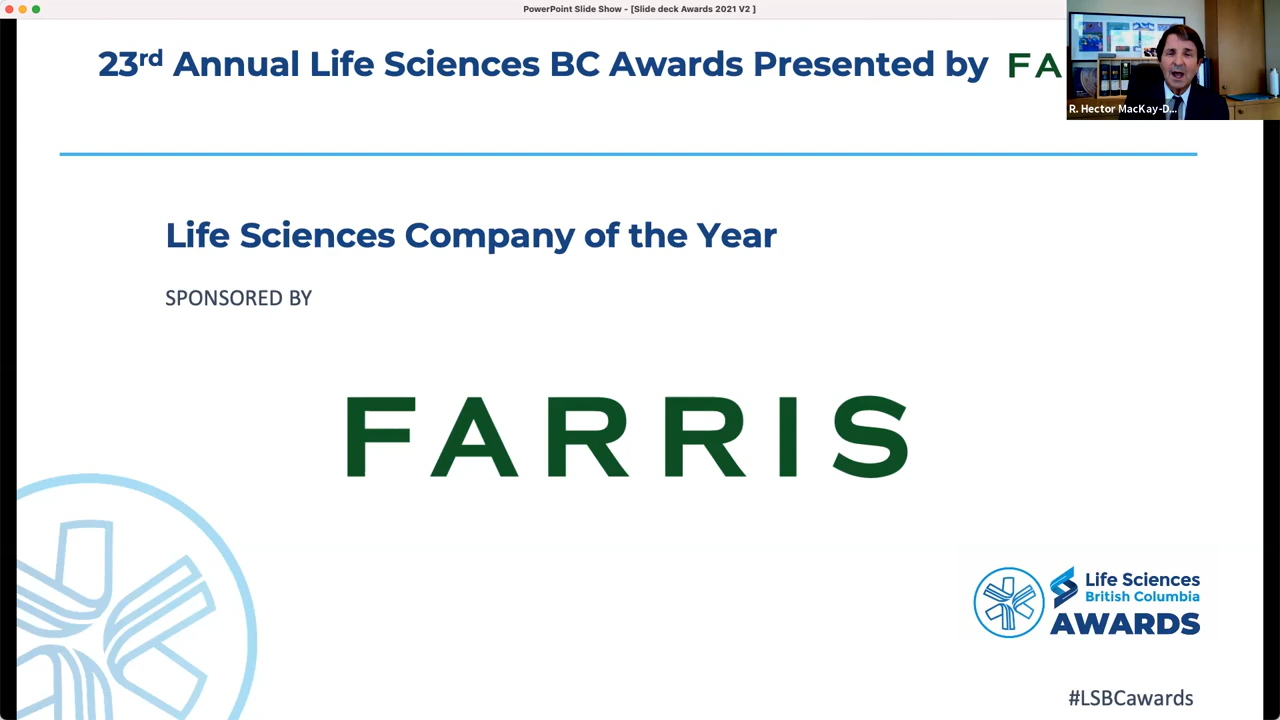 PowerPoint Slide Show - [Slide deck Awards 2021 V2 ]
23rd Annual Life Sciences BC Awards Presented by FA
R. Hector MacKay-D...
Life Sciences Company of the Year
SPONSORED BY
FARRIS
Life Sciences
British Columbia
AWARDS
#LSBCawards